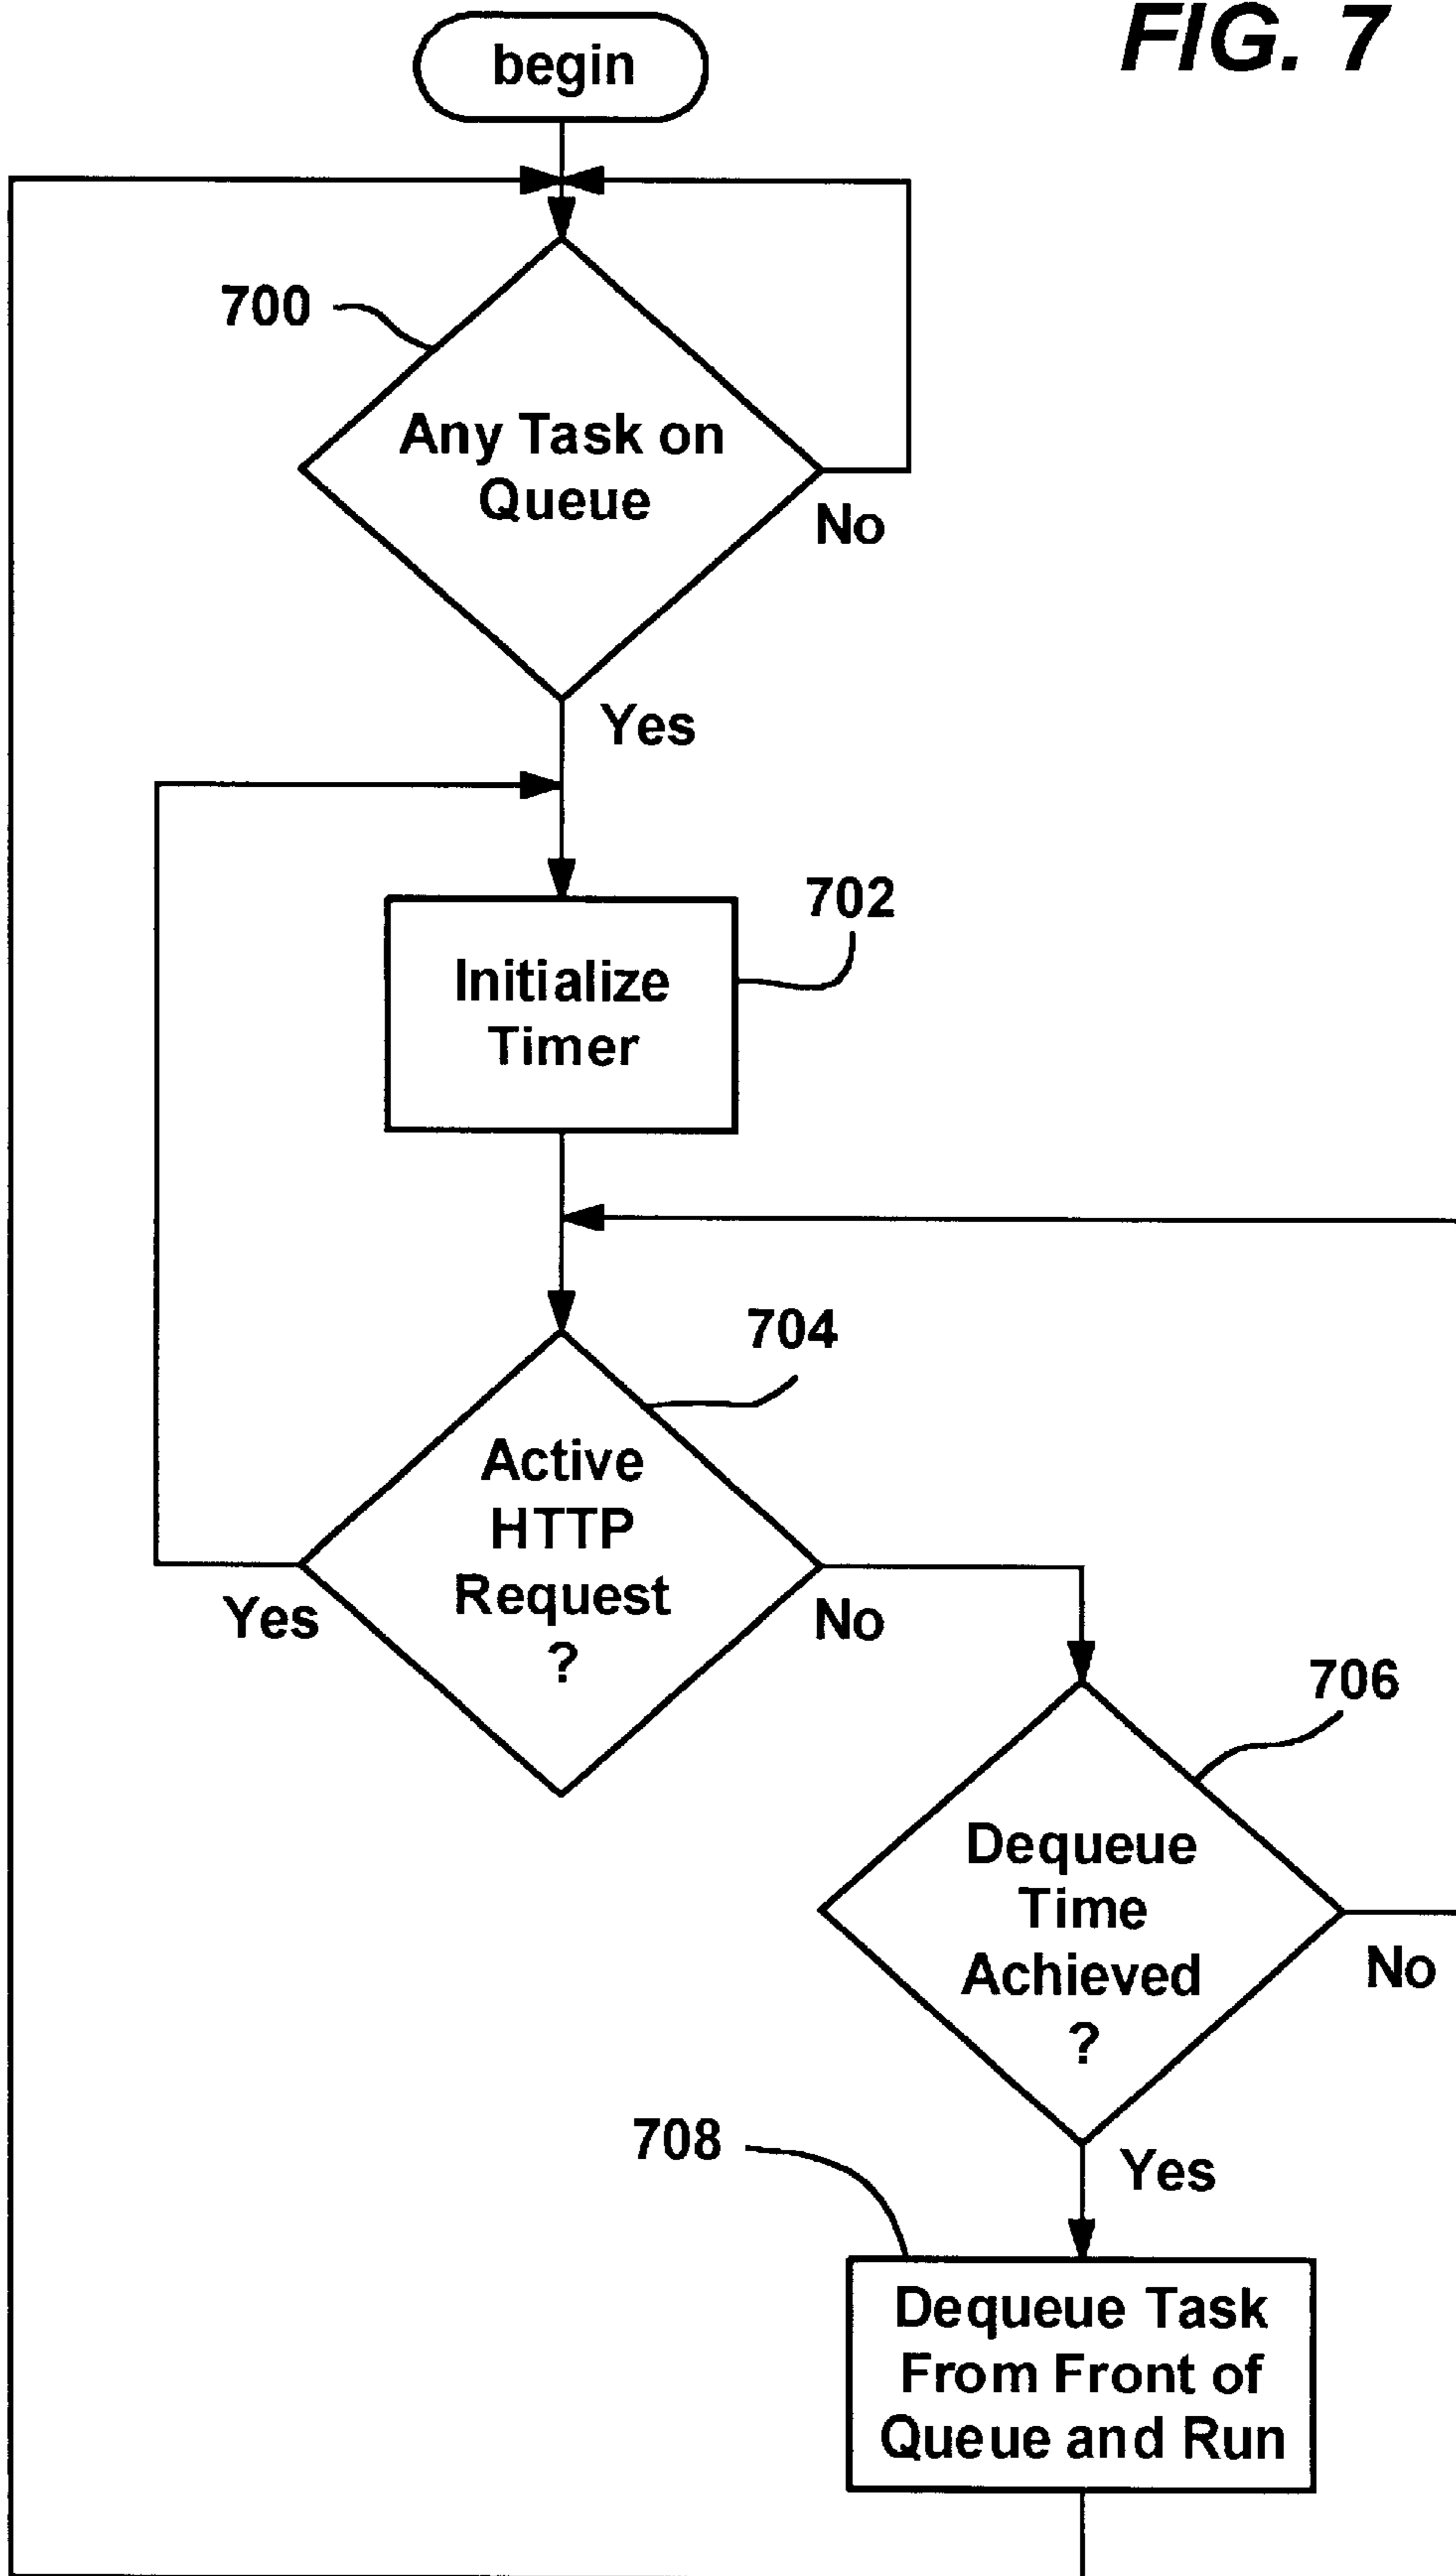 FIG. 7
begin
700
Any Task on
Queue
No
Yes
702
Initialize
Timer
704
Active
HTTP
Request
?
Yes
No
706
Dequeue
Time
Achieved
?
No
708
Yes
Dequeue Task
From Front of
Queue and Run